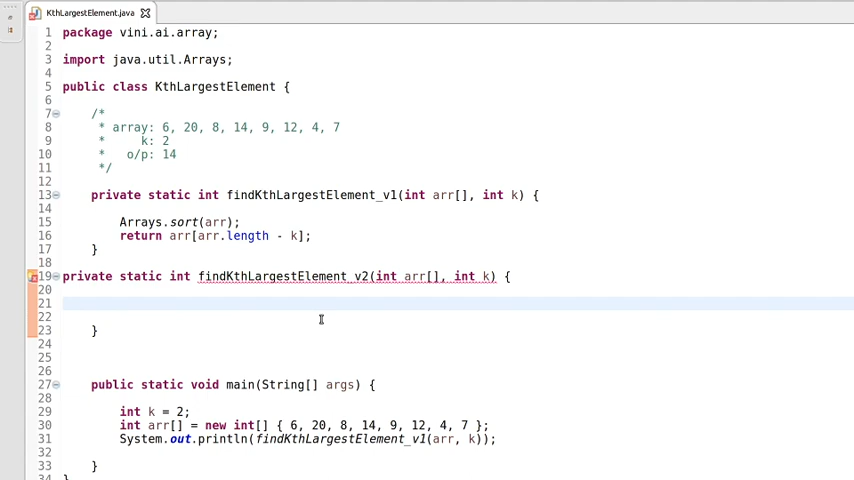 KthLargestElement.java
1 package vini.ai.array;
2
3 import java.util.Arrays;
4
5 public class KthLargestElement {
6
7 /*
8 * array: 6, 20, 8, 14, 9, 12, 4, 7
9 * k: 2
10 * o/p: 14
11 */
12
13 private static int findKthLargestElement_v1(int arr[], int k) {
14
15 Arrays.sort(arr);
16 return arr[arr.length - k];
17 }
18
19 private static int findKthLargestElement_v2(int arr[], int k) {
20
21
22
23 }
24
25
26
27 public static void main(String[] args) {
28
29 int k = 2;
30 int arr[] = new int[] { 6, 20, 8, 14, 9, 12, 4, 7 };
31 System.out.println(findKthLargestElement_v1(arr, k));
32
33 }
34 }